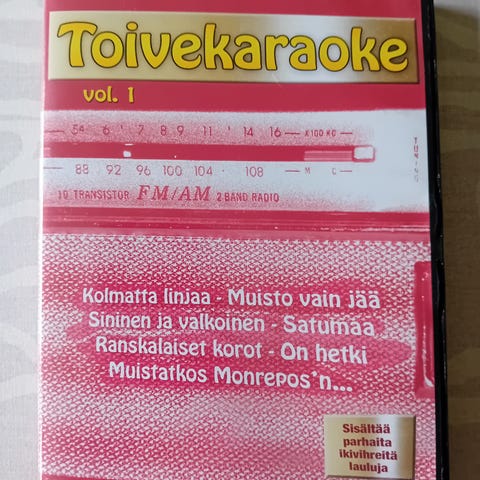 Toivekaraoke
vol. 1
54 6 7 8 9 11 14 16 X100 KC
88 92 96 100 104 108 M C
TUNING
10 TRANSISTOR FM/AM 2 BAND RADIO
Kolmatta linjaa - Muisto vain jää
Sininen ja valkoinen - Satumaa
Ranskalaiset korot - On hetki
Muistatkos Monrepos'n...
Sisältää
parhaita
ikivihreitä
lauluja